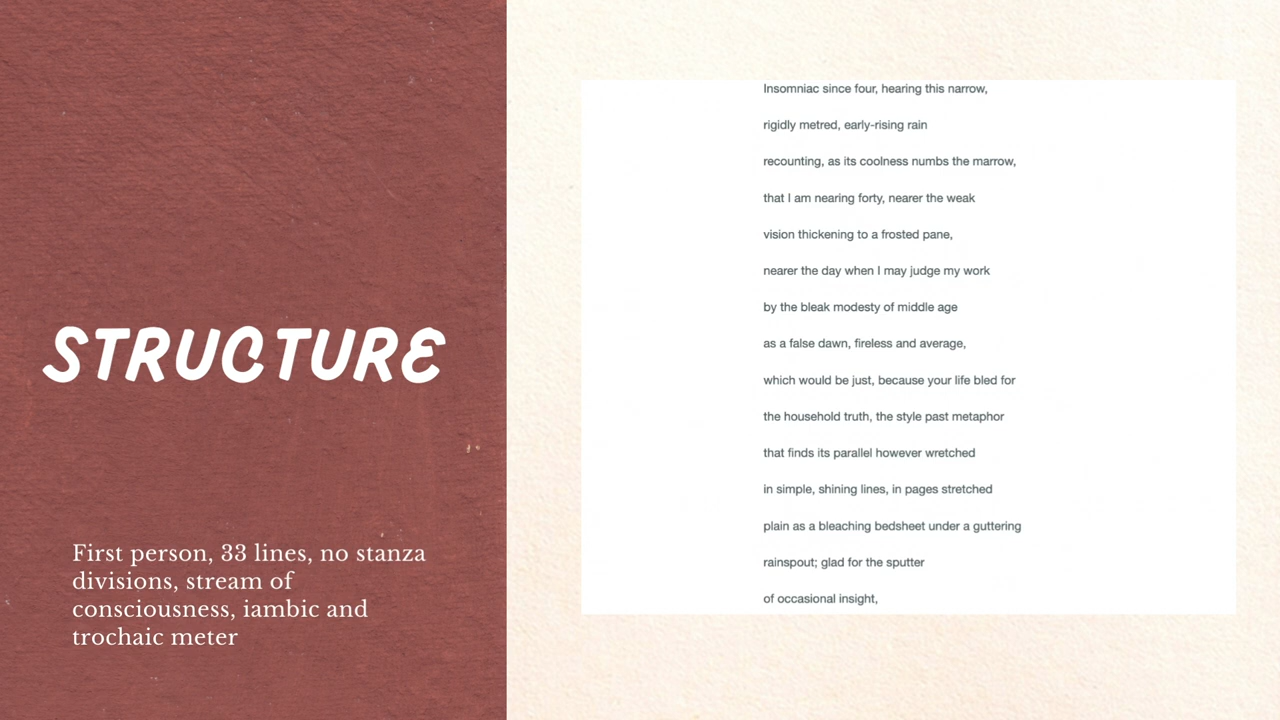 STRUCTURE
First person, 33 lines, no stanza
divisions, stream of
consciousness, iambic and
trochaic meter
Insomniac since four, hearing this narrow,
rigidly metred, early-rising rain
recounting, as its coolness numbs the marrow,
that I am nearing forty, nearer the weak
vision thickening to a frosted pane,
nearer the day when I may judge my work
by the bleak modesty of middle age
as a false dawn, fireless and average,
which would be just, because your life bled for
the household truth, the style past metaphor
that finds its parallel however wretched
in simple, shining lines, in pages stretched
plain as a bleaching bedsheet under a guttering
rainspout; glad for the sputter
of occasional insight,